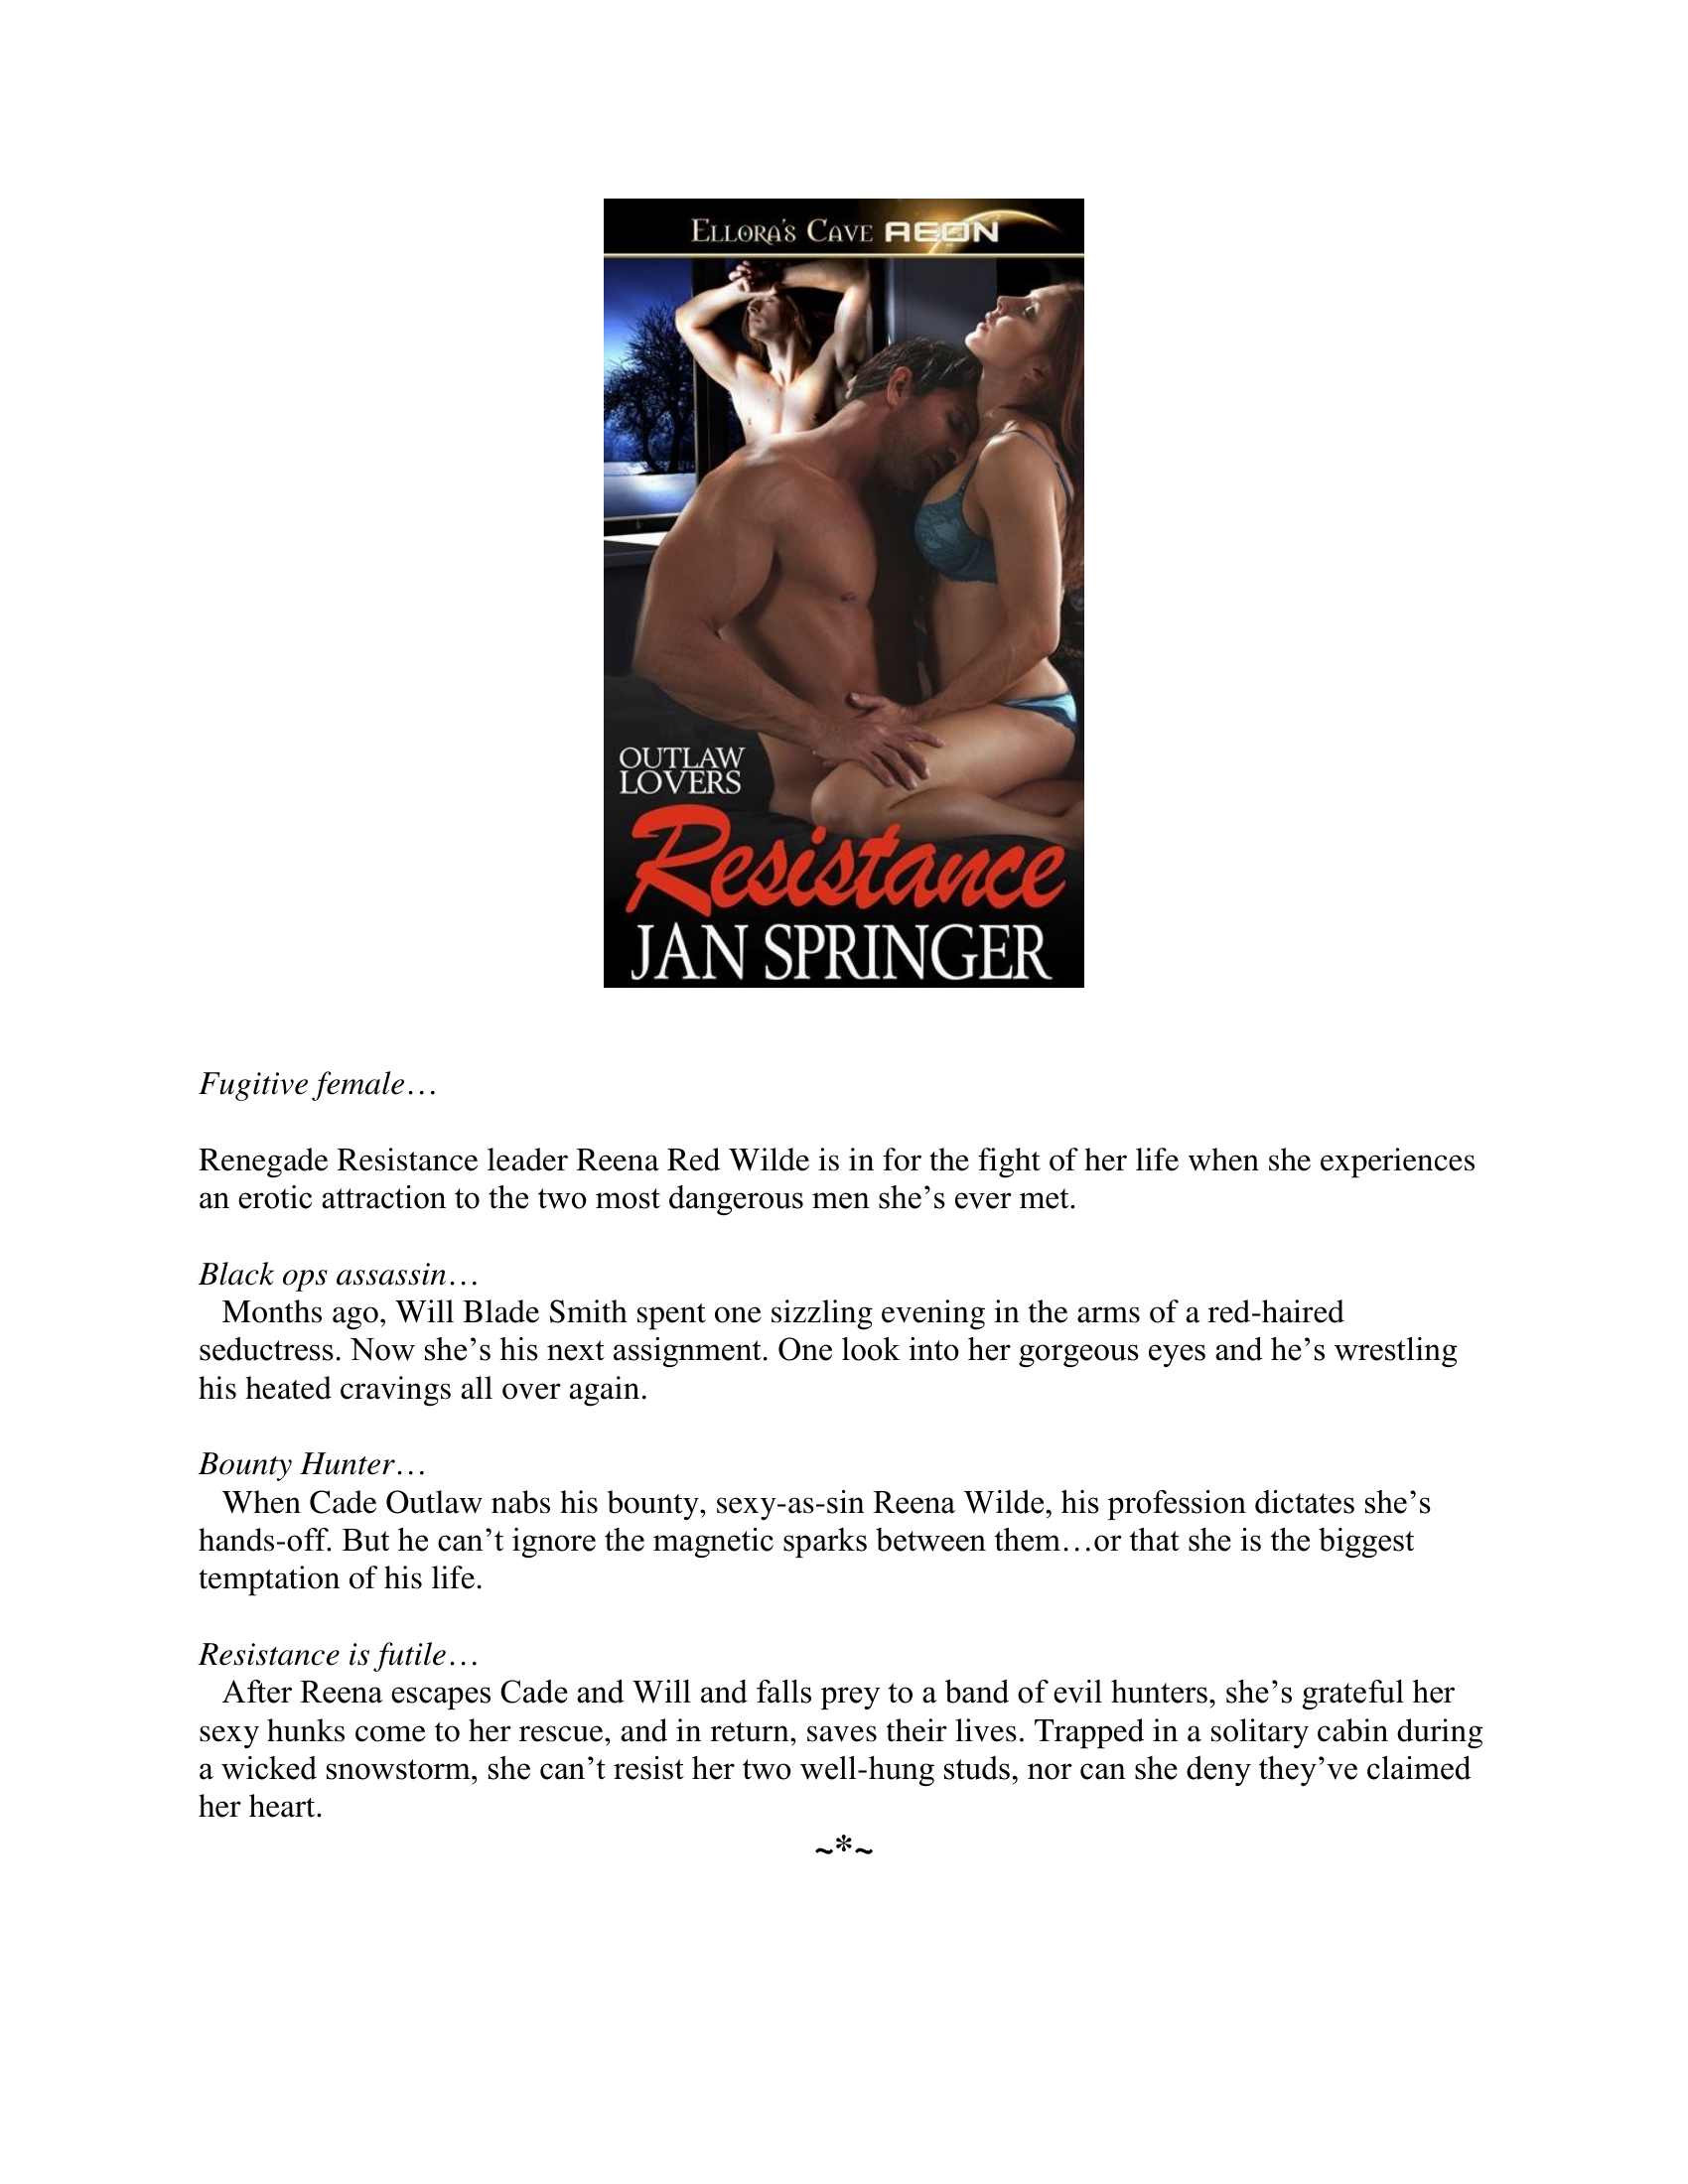 ELLORA'S CAVE AEON
OUTLAW
LOVERS
Resistance
JAN SPRINGER
Fugitive female…
Renegade Resistance leader Reena Red Wilde is in for the fight of her life when she experiences
an erotic attraction to the two most dangerous men she’s ever met.
Black ops assassin…
Months ago, Will Blade Smith spent one sizzling evening in the arms of a red-haired
seductress. Now she’s his next assignment. One look into her gorgeous eyes and he’s wrestling
his heated cravings all over again.
Bounty Hunter…
When Cade Outlaw nabs his bounty, sexy-as-sin Reena Wilde, his profession dictates she’s
hands-off. But he can’t ignore the magnetic sparks between them…or that she is the biggest
temptation of his life.
Resistance is futile…
After Reena escapes Cade and Will and falls prey to a band of evil hunters, she’s grateful her
sexy hunks come to her rescue, and in return, saves their lives. Trapped in a solitary cabin during
a wicked snowstorm, she can’t resist her two well-hung studs, nor can she deny they’ve claimed
her heart.
~*~